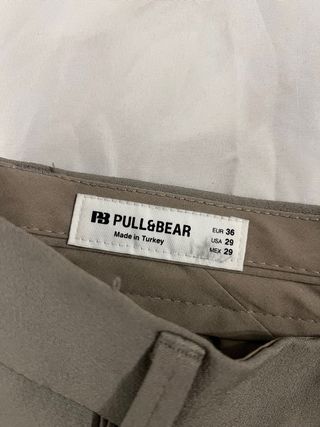 PB PULL&BEAR
Made in Turkey
EUR 36
USA 29
MEX 29